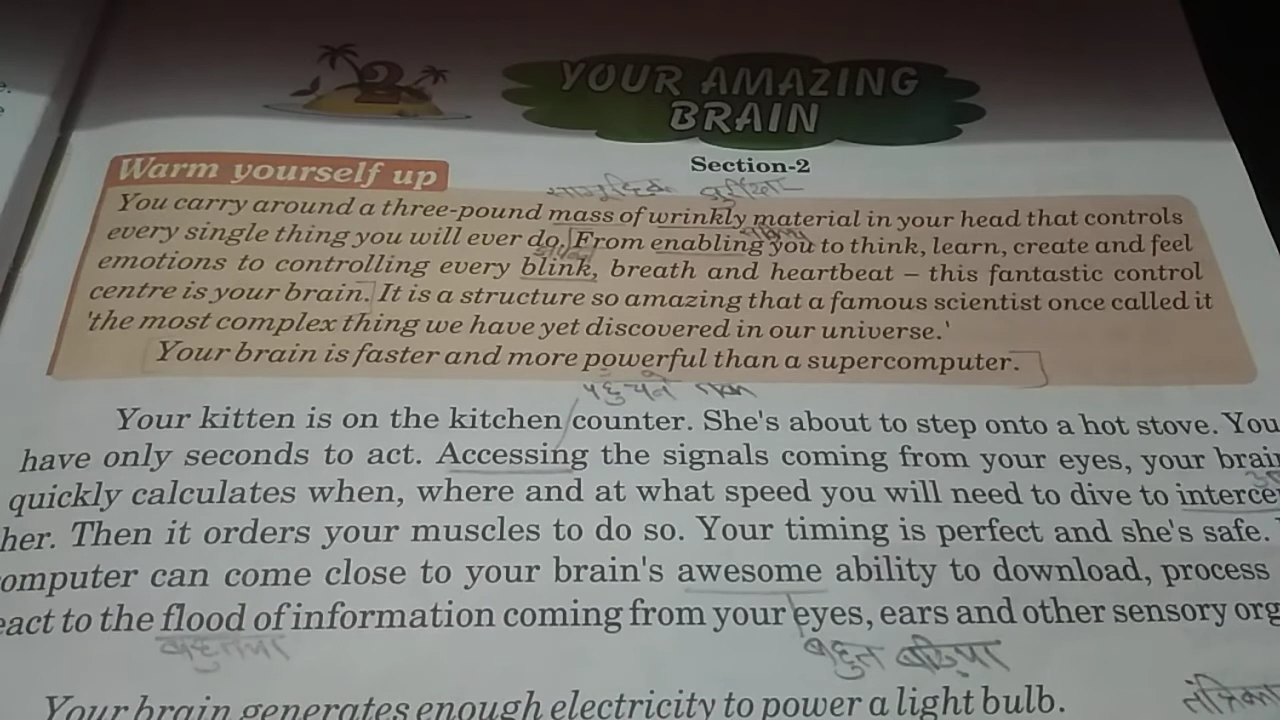 2
YOUR AMAZING
BRAIN
Section-2
Warm yourself up
You carry around a three-pound mass of wrinkly material in your head that controls
every single thing you will ever do. From enabling you to think, learn, create and feel
emotions to controlling every blink, breath and heartbeat – this fantastic control
centre is your brain. It is a structure so amazing that a famous scientist once called it
'the most complex thing we have yet discovered in our universe.'
Your brain is faster and more powerful than a supercomputer.
Your kitten is on the kitchen counter. She's about to step onto a hot stove. You
have only seconds to act. Accessing the signals coming from your eyes, your brain
quickly calculates when, where and at what speed you will need to dive to interce
her. Then it orders your muscles to do so. Your timing is perfect and she's safe.
omputer can come close to your brain's awesome ability to download, process
eact to the flood of information coming from your eyes, ears and other sensory org
बहुत बढ़िया
Your brain generates enough electricity to power a light bulb.